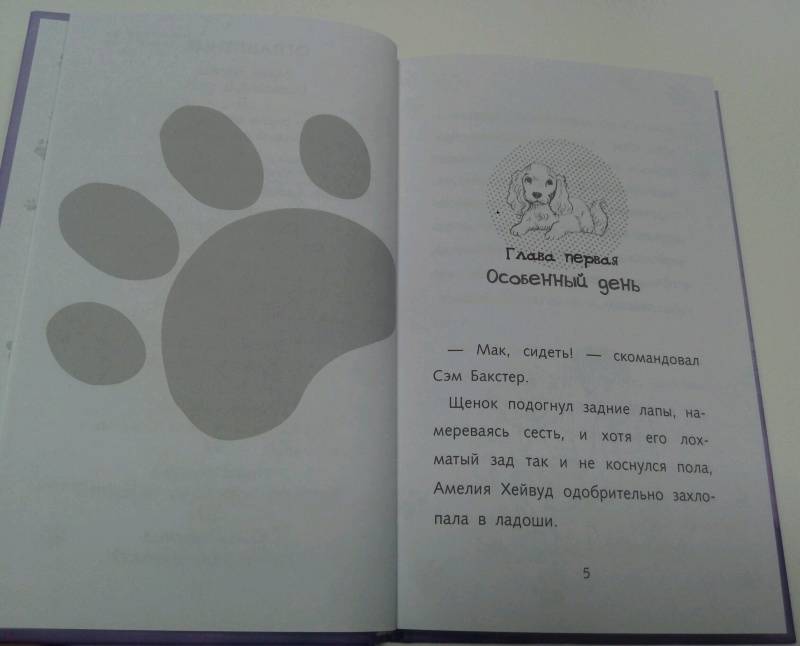 Глава первая
Особенный день
— Мак, сидеть! — скомандовал
Сэм Бакстер.
Щенок подогнул задние лапы, на-
мереваясь сесть, и хотя его лох-
матый зад так и не коснулся пола,
Амелия Хейвуд одобрительно захло-
пала в ладоши.
5